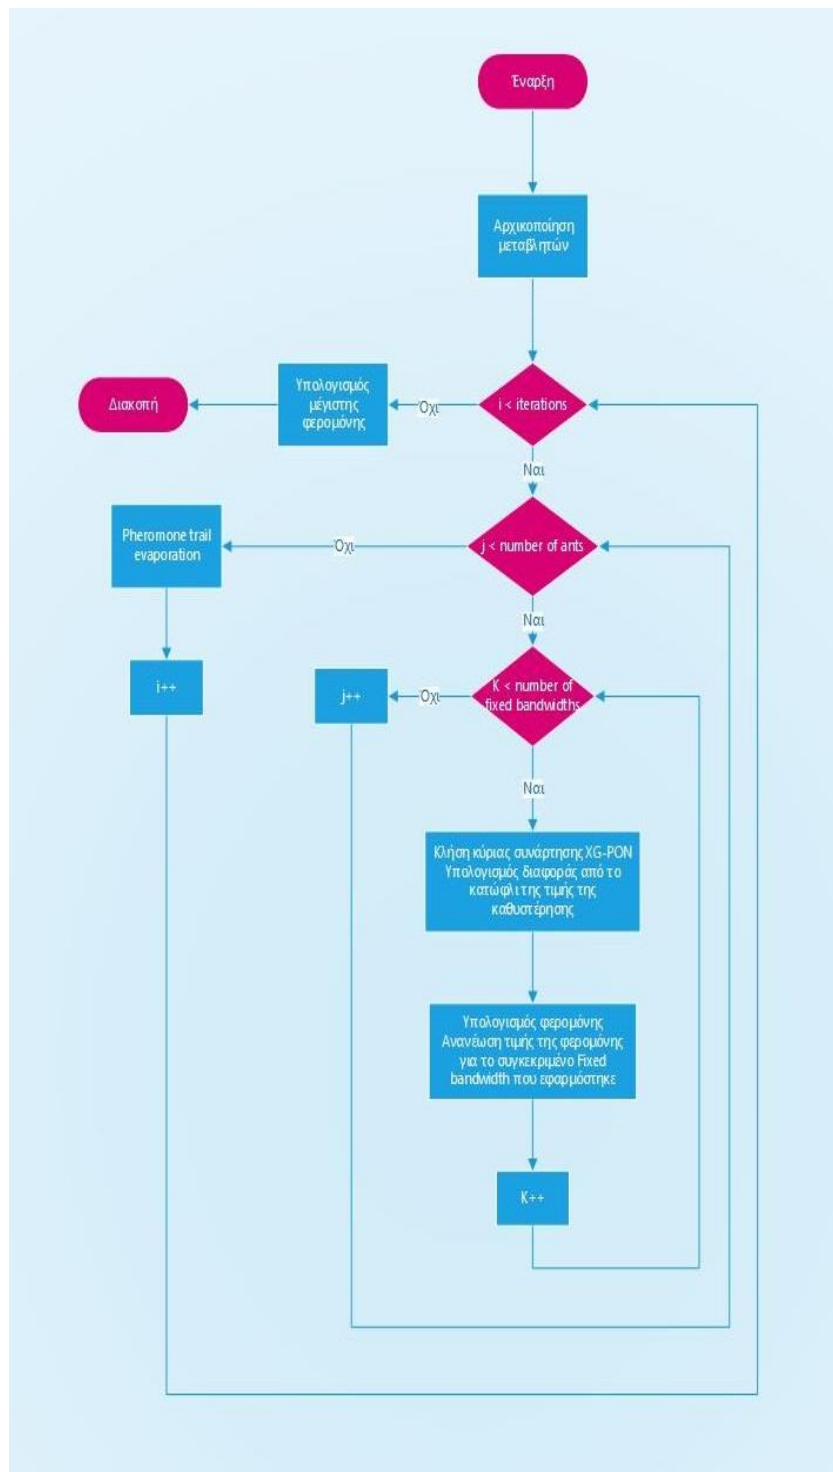 Έναρξη
Αρχικοποίηση
μεταβλητών
Υπολογισμός
μέγιστης
φερομόνης
Διακοπή
Όχι
i < iterations
Ναι
Pheromone trail
evaporation
Όχι
j < number of ants
Ναι
i++
j++
Όχι
K < number of
fixed bandwidths
Ναι
Κλήση κύριας συνάρτησης XG-PON
Υπολογισμός διαφοράς από το
κατώφλι της τιμής της
καθυστέρησης
Υπολογισμός φερομόνης
Ανανέωση τιμής της φερομόνης
για το συγκεκριμένο Fixed
bandwidth που εφαρμόστηκε
K++